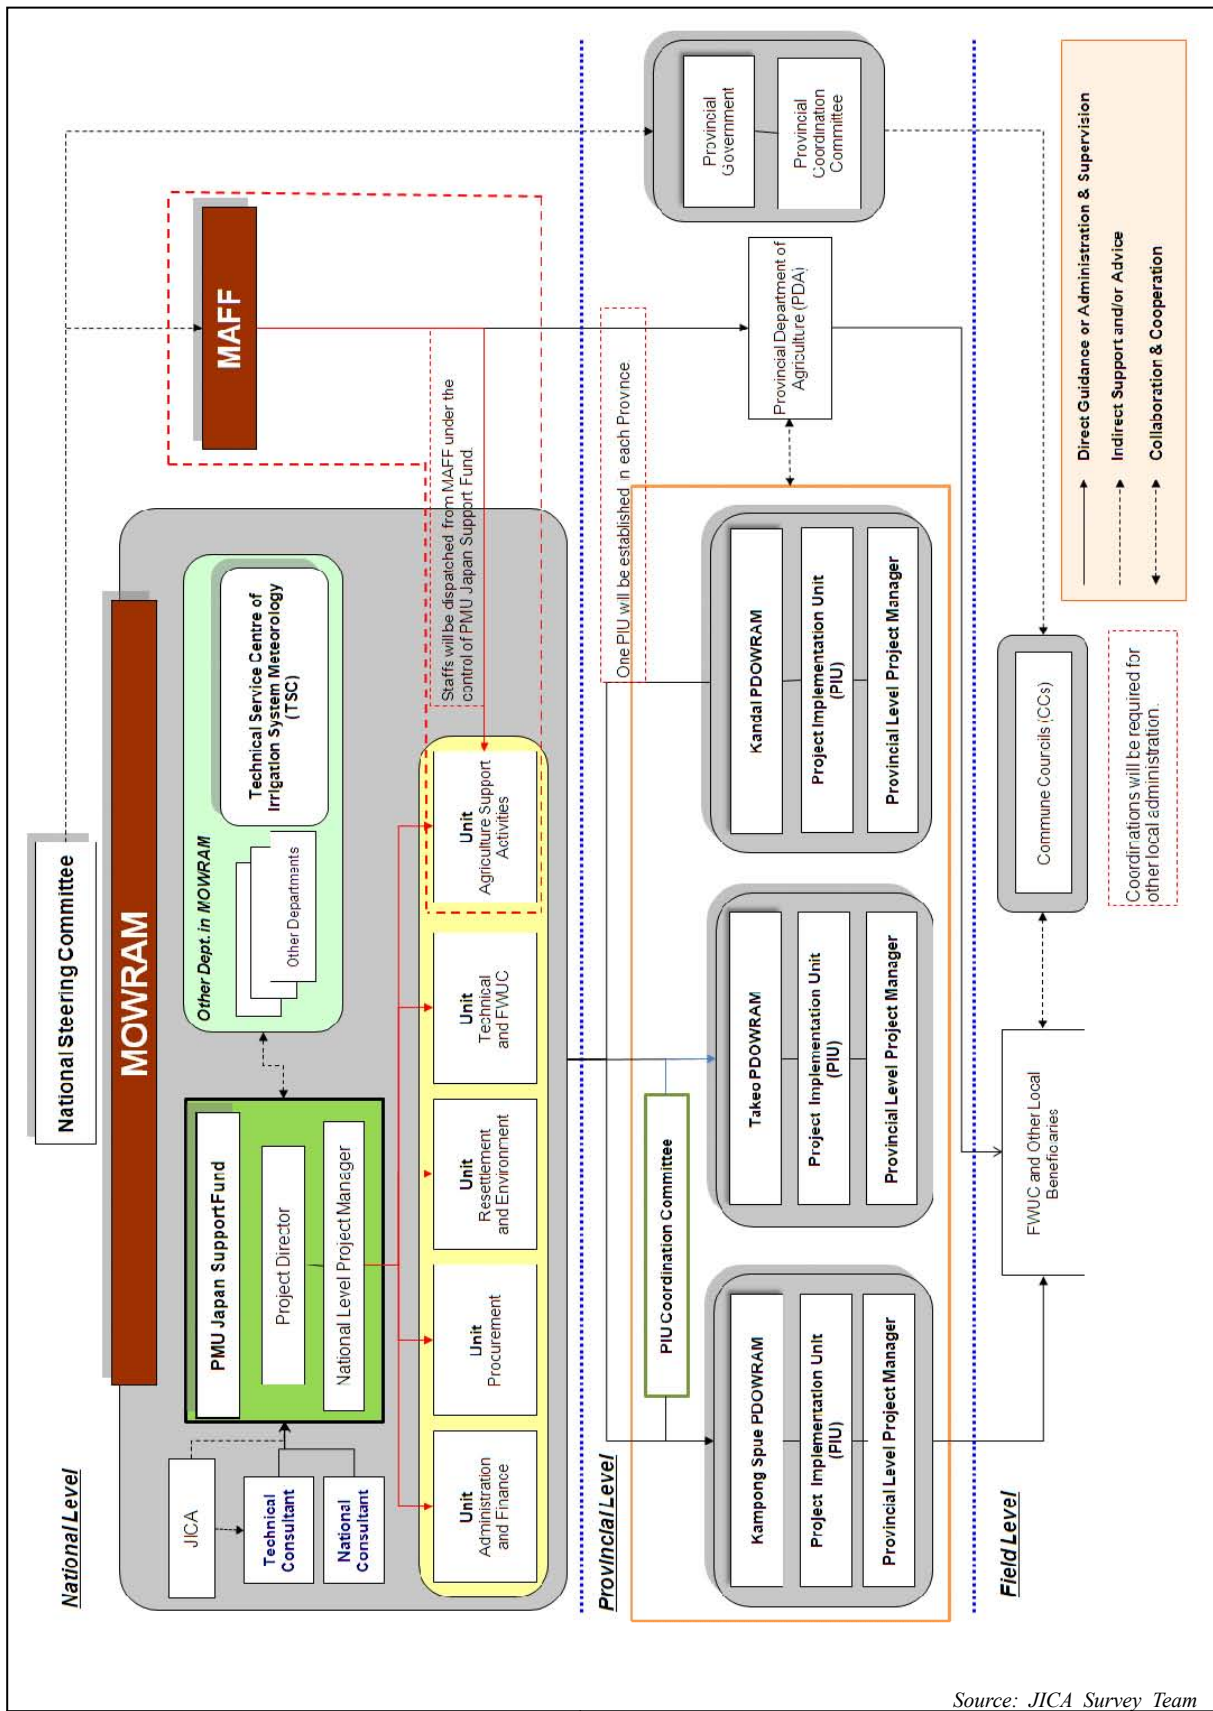 National Level
National Steering Committee
MOWRAM
MAFF
JICA
Technical
Consultant
National
Consultant
PMU Japan Support Fund
Project Director
National Level Project Manager
Other Dept. in MOWRAM
Other Departments
Technical Service Centre of
Irrigation System Meteorology
(TSC)
Unit
Administration
and Finance
Unit
Procurement
Unit
Resettlement
and Environment
Unit
Technical
and FWUC
Unit
Agriculture Support
Activities
Staffs will be dispatched from MAFF under the
control of PMU Japan Support Fund.
Provincial Level
PIU Coordination Committee
One PIU will be established in each Province.
Kampong Spue PDOWRAM
Project Implementation Unit
(PIU)
Provincial Level Project Manager
Takeo PDOWRAM
Project Implementation Unit
(PIU)
Provincial Level Project Manager
Kandal PDOWRAM
Project Implementation Unit
(PIU)
Provincial Level Project Manager
Provincial Department of
Agriculture (PDA)
Provincial
Government
Provincial
Coordination
Committee
Field Level
FWUC and Other Local
Beneficiaries
Commune Councils (CCs)
Coordinations will be required for
other local administration.
Direct Guidance or Administration & Supervision
Indirect Support and/or Advice
Collaboration & Cooperation
Source: JICA Survey Team